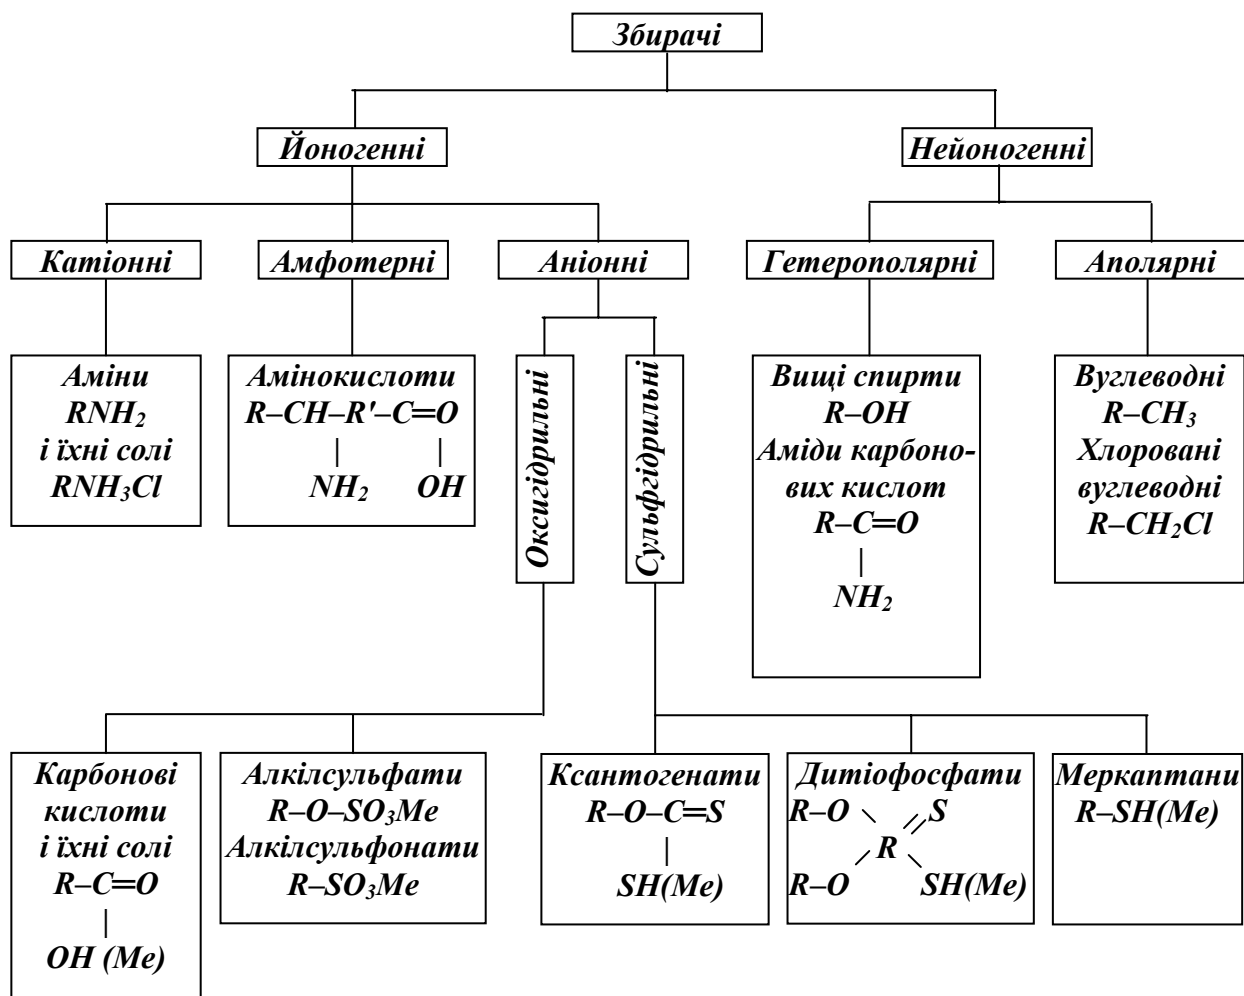 Збирачі
Йоногенні
Нейоногенні
Катіонні
Амфотерні
Аніонні
Гетерополярні
Аполярні
Аміни
RNH₂
і їхні солі
RNH₃Cl
Амінокислоти
R–CH–R'–C=O
|     |
NH₂ OH
Оксигідрильні
Сульфгідрильні
Вищі спирти
R–OH
Аміди карбоно-
вих кислот
R–C=O
|
NH₂
Вуглеводні
R–CH₃
Хлоровані
вуглеводні
R–CH₂Cl
Карбонові
кислоти
і їхні солі
R–C=O
|
OH (Me)
Алкілсульфати
R–O–SO₃Me
Алкілсульфонати
R–SO₃Me
Ксантогенати
R–O–C=S
|
SH(Me)
Дитіофосфати
R–O S
R
R–O SH(Me)
Меркаптани
R–SH(Me)